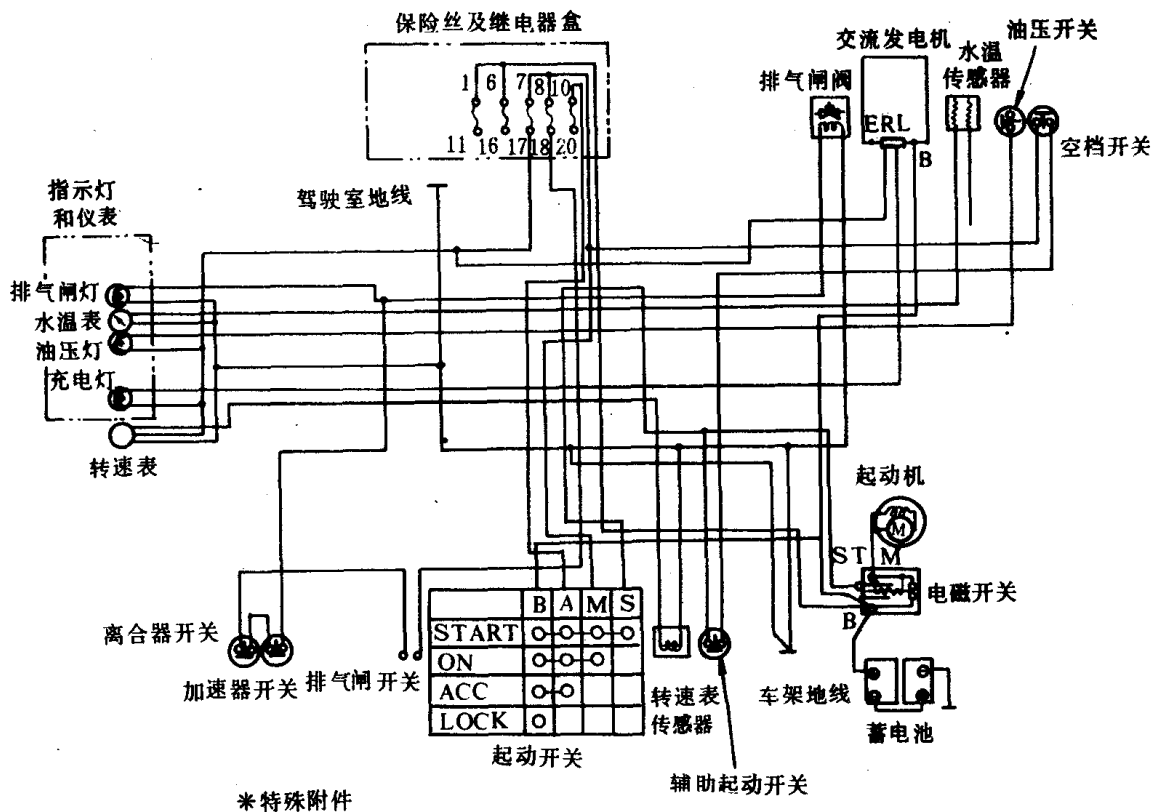 保险丝及继电器盒
1 6 7 8 10
11 16 17 18 20
交流发电机
油压开关
水温
传感器
排气闸阀
ERL
B
空档开关
驾驶室地线
指示灯
和仪表
排气闸灯
水温表
油压灯
充电灯
转速表
起动机
M
ST M
电磁开关
B
离合器开关
加速器开关
排气闸开关
B A M S
START
ON
ACC
LOCK
起动开关
转速表
传感器
车架地线
蓄电池
辅助起动开关
*特殊附件